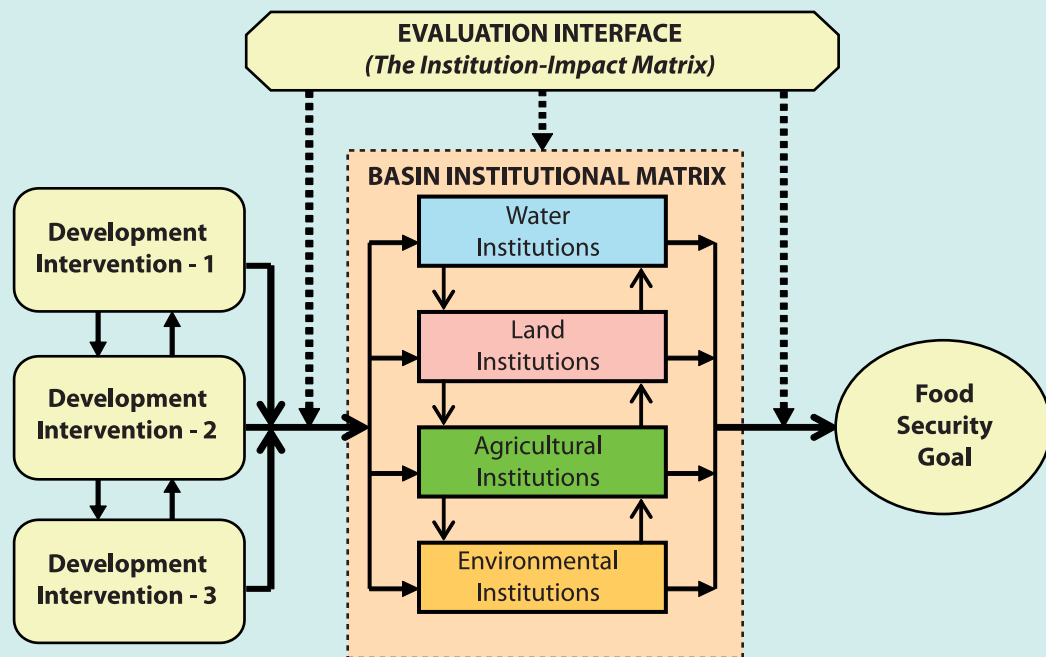 EVALUATION INTERFACE
(The Institution-Impact Matrix)
BASIN INSTITUTIONAL MATRIX
Development
Intervention - 1
Development
Intervention - 2
Development
Intervention - 3
Water
Institutions
Land
Institutions
Agricultural
Institutions
Environmental
Institutions
Food
Security
Goal